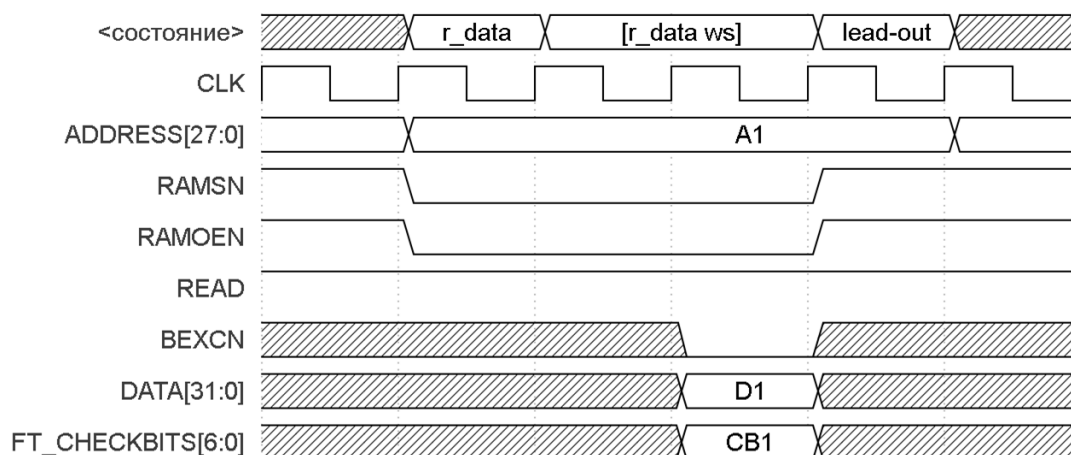 <состояние> r_data [r_data ws] lead-out
CLK
ADDRESS[27:0] A1
RAMSN
RAMOEN
READ
BEXCN
DATA[31:0] D1
FT_CHECKBITS[6:0] CB1